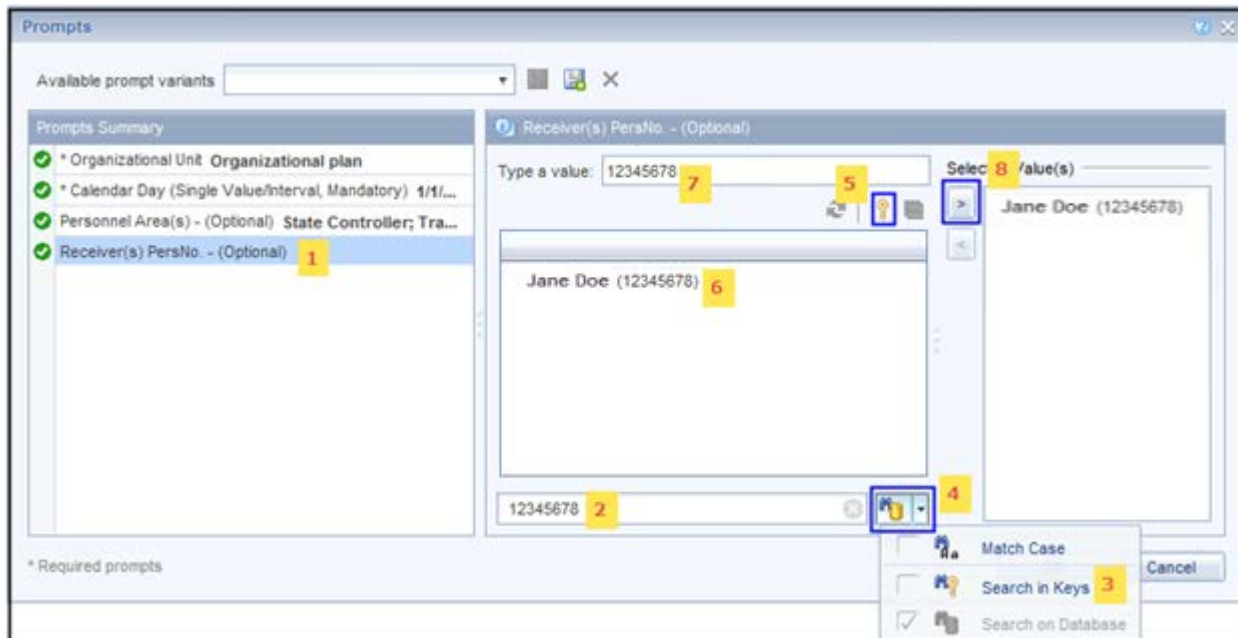 Prompts
Available prompt variants
Prompts Summary
* Organizational Unit Organizational plan
* Calendar Day (Single Value/Interval, Mandatory) 1/1/...
Personnel Area(s) - (Optional) State Controller; Tra...
Receiver(s) PersNo. - (Optional) 1
* Required prompts
Receiver(s) PersNo. - (Optional)
Type a value: 12345678 7
5
Jane Doe (12345678) 6
12345678 2
4
Selec 8 Value(s)
>
<
Jane Doe (12345678)
Match Case
Search in Keys 3
Search on Database
Cancel